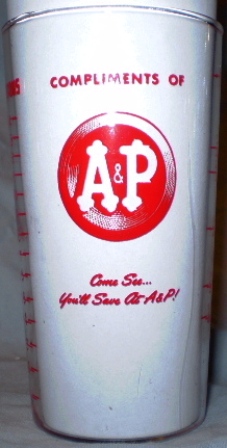 COMPLIMENTS OF
A&P
Come See...
You'll Save At A&P!